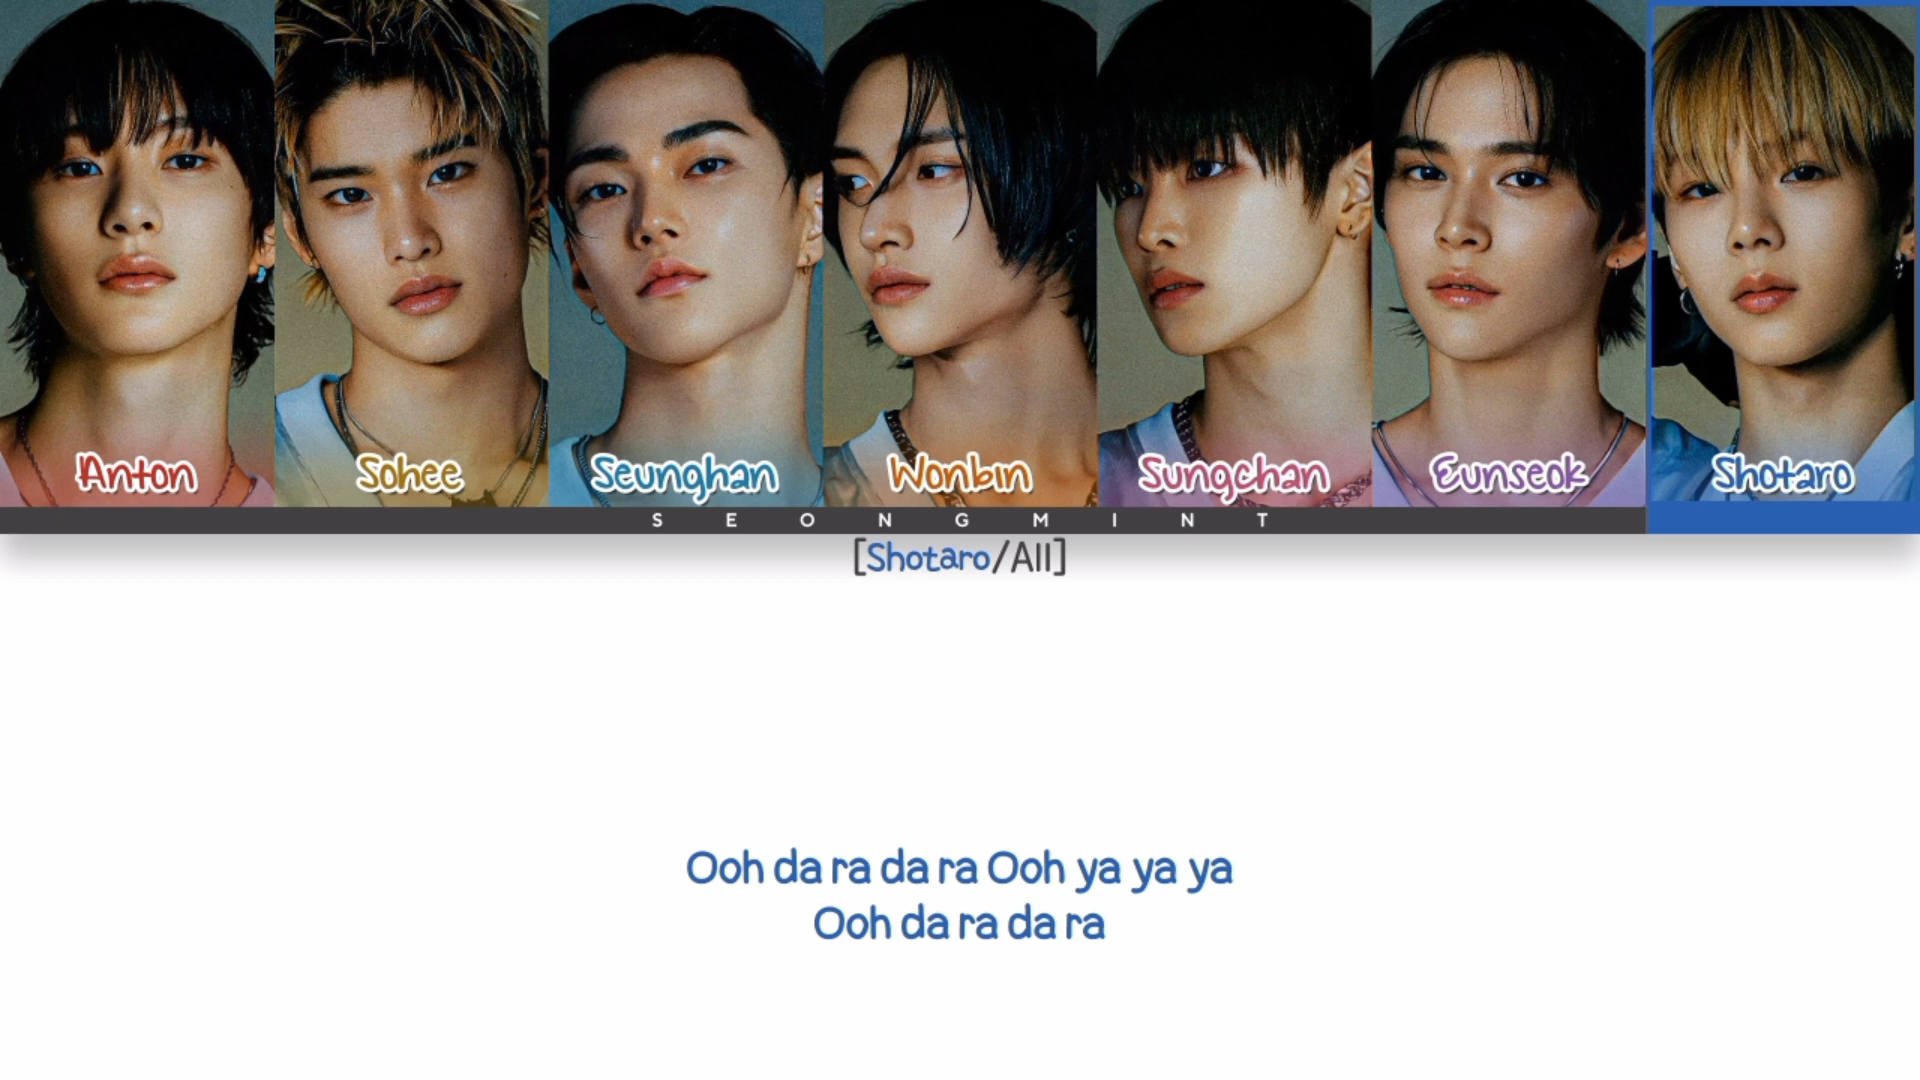 Anton Sohee Seunghan Wonbin Sungchan Eunseok Shotaro
SEONGMINT
[Shotaro/All]
Ooh da ra da ra Ooh ya ya ya
Ooh da ra da ra